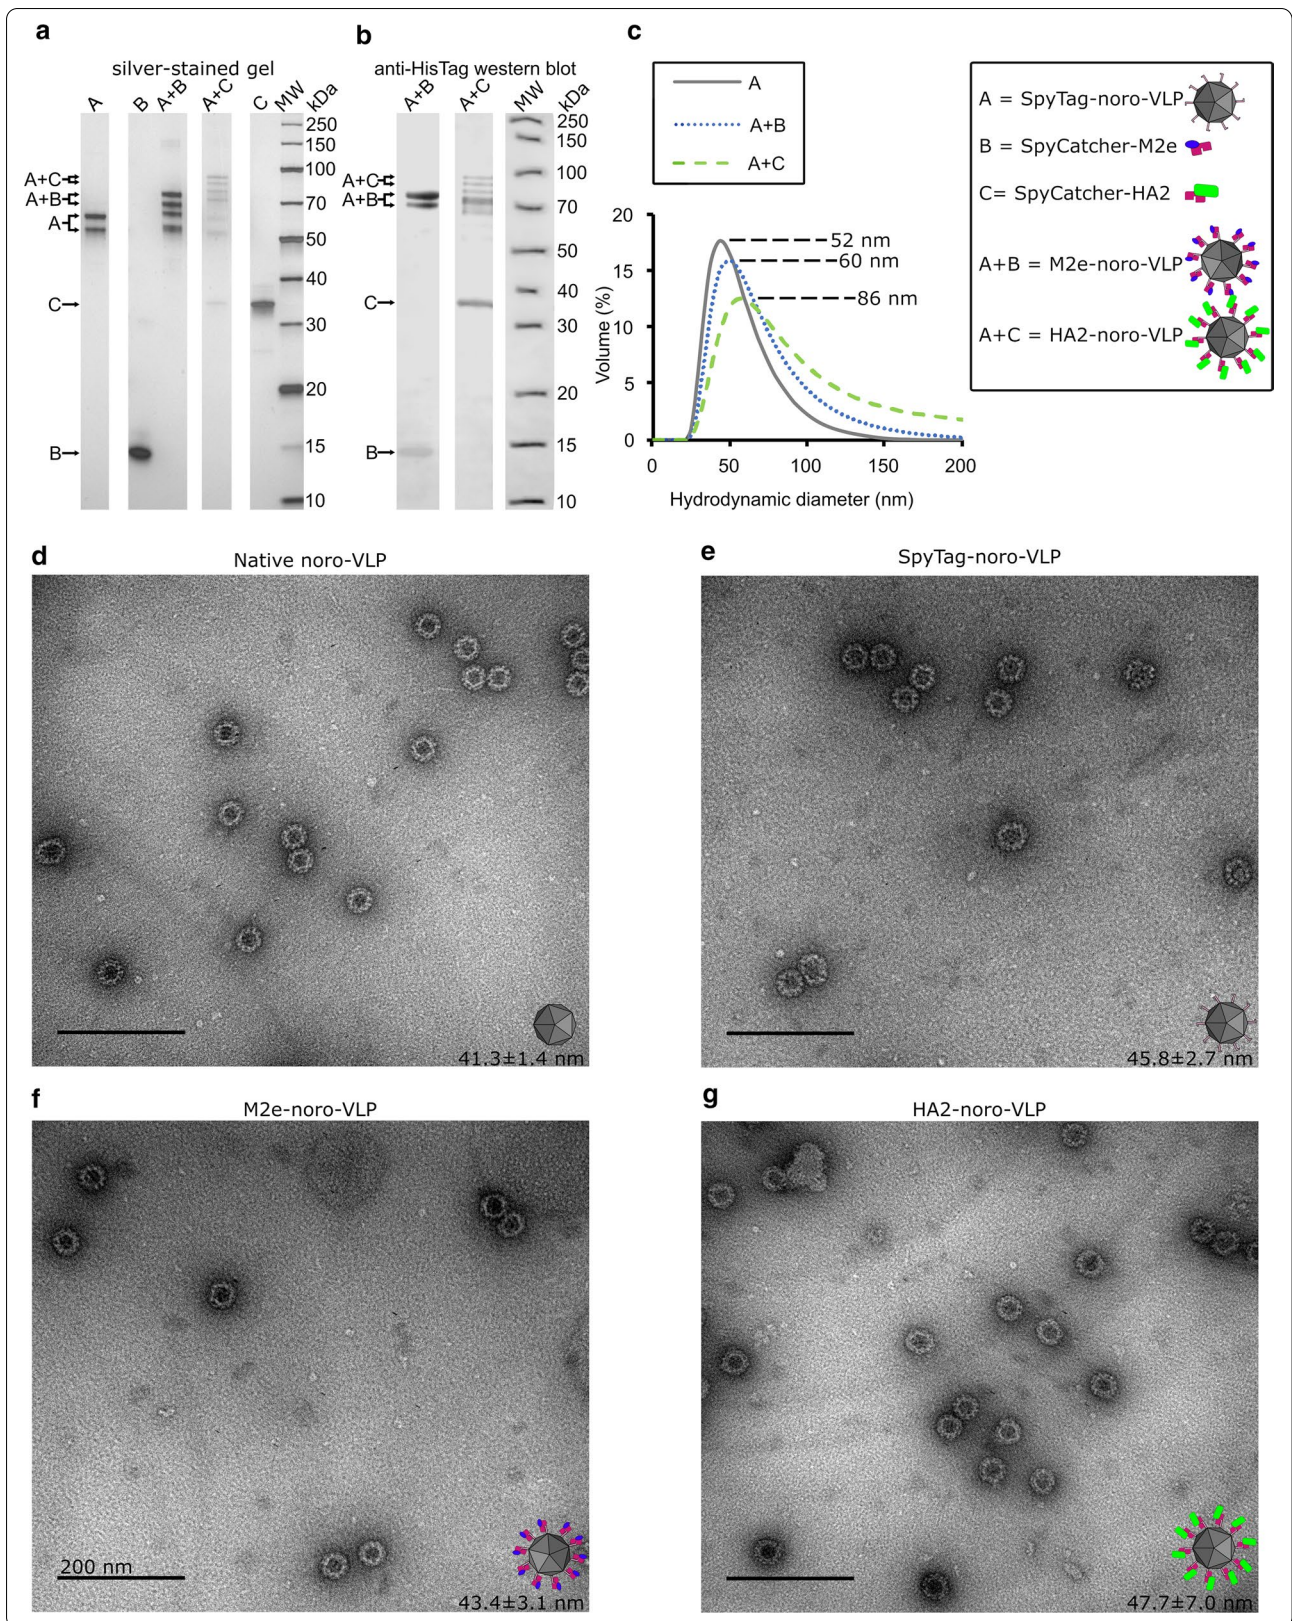 a
silver-stained gel
A B A+B A+C C MW kDa
250
150
100
70
50
40
30
20
15
10
A+C
A+B
A
C
B
b
anti-HisTag western blot
A+B A+C MW kDa
250
150
100
70
50
40
30
20
15
10
A+C
A+B
C
B
c
A
A+B
A+C
20
15
10
5
0
Volume (%)
52 nm
60 nm
86 nm
0 50 100 150 200
Hydrodynamic diameter (nm)
A = SpyTag-noro-VLP
B = SpyCatcher-M2e
C= SpyCatcher-HA2
A+B = M2e-noro-VLP
A+C = HA2-noro-VLP
d
Native noro-VLP
41.3±1.4 nm
e
SpyTag-noro-VLP
45.8±2.7 nm
f
M2e-noro-VLP
200 nm
43.4±3.1 nm
g
HA2-noro-VLP
47.7±7.0 nm